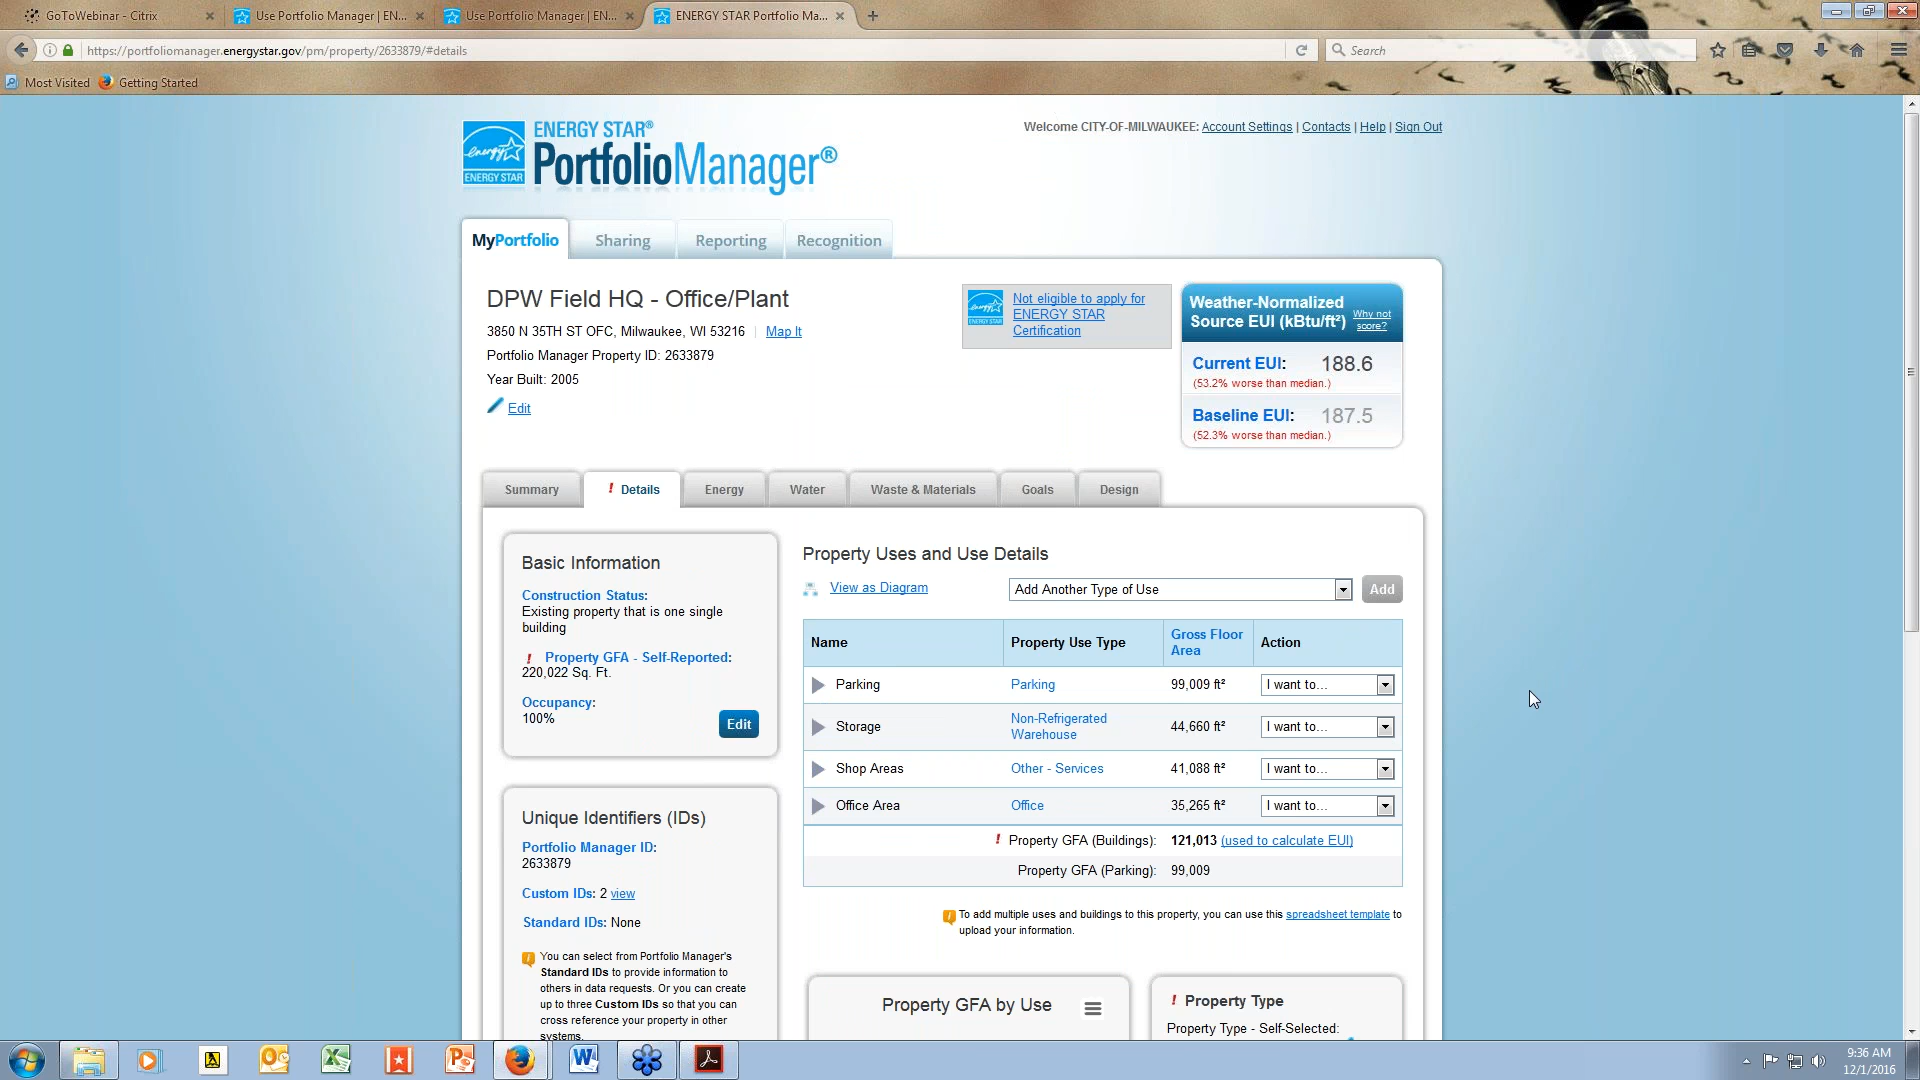 GoToWebinar - Citrix
Use Portfolio Manager | EN...
Use Portfolio Manager | EN...
ENERGY STAR Portfolio Ma...
https://portfoliomanager.energystar.gov/pm/property/2633879/#details
Search
Most Visited
Getting Started
ENERGY STAR®
PortfolioManager®
energy
ENERGY STAR
Welcome CITY-OF-MILWAUKEE: Account Settings | Contacts | Help | Sign Out
MyPortfolio
Sharing
Reporting
Recognition
DPW Field HQ - Office/Plant
3850 N 35TH ST OFC, Milwaukee, WI 53216 | Map It
Portfolio Manager Property ID: 2633879
Year Built: 2005
Edit
Not eligible to apply for
ENERGY STAR
Certification
Weather-Normalized
Source EUI (kBtu/ft²)
Why not
score?
Current EUI: 188.6
(53.2% worse than median.)
Baseline EUI: 187.5
(52.3% worse than median.)
Summary
! Details
Energy
Water
Waste & Materials
Goals
Design
Basic Information
Construction Status:
Existing property that is one single
building
! Property GFA - Self-Reported:
220,022 Sq. Ft.
Occupancy:
100%
Edit
Unique Identifiers (IDs)
Portfolio Manager ID:
2633879
Custom IDs: 2 view
Standard IDs: None
You can select from Portfolio Manager's
Standard IDs to provide information to
others in data requests. Or you can create
up to three Custom IDs so that you can
cross reference your property in other
systems.
Property Uses and Use Details
View as Diagram
Add Another Type of Use
Add
Name Property Use Type Gross Floor Area Action
Parking Parking 99,009 ft² I want to...
Storage Non-Refrigerated Warehouse 44,660 ft² I want to...
Shop Areas Other - Services 41,088 ft² I want to...
Office Area Office 35,265 ft² I want to...
! Property GFA (Buildings): 121,013 (used to calculate EUI)
Property GFA (Parking): 99,009
To add multiple uses and buildings to this property, you can use this spreadsheet template to
upload your information.
Property GFA by Use
! Property Type
Property Type - Self-Selected:
9:36 AM
12/1/2016